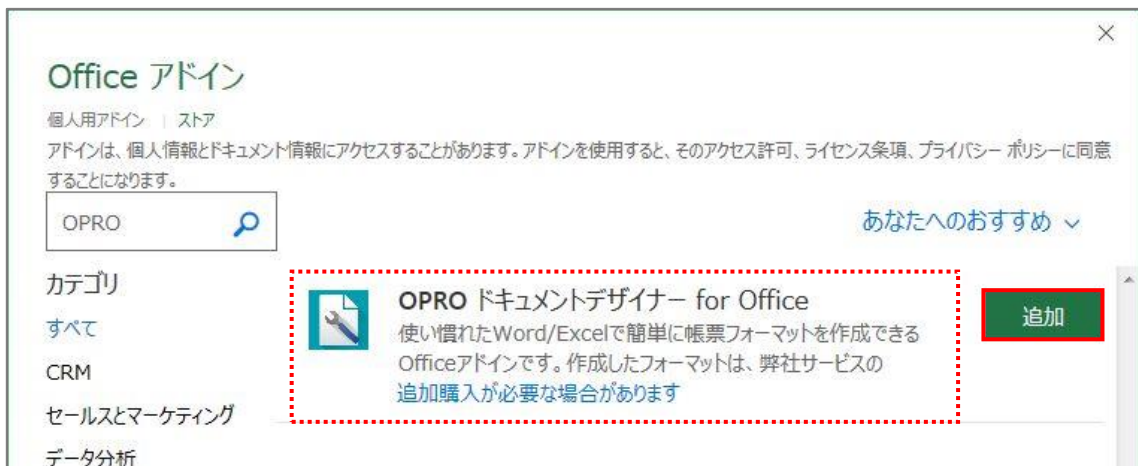 Office アドイン
個人用アドイン | ストア
アドインは、個人情報とドキュメント情報にアクセスすることがあります。アドインを使用すると、そのアクセス許可、ライセンス条項、プライバシー ポリシーに同意
することになります。
OPRO
あなたへのおすすめ
カテゴリ
すべて
CRM
セールスとマーケティング
データ分析
OPRO ドキュメントデザイナー for Office
使い慣れたWord/Excelで簡単に帳票フォーマットを作成できる
Officeアドインです。作成したフォーマットは、弊社サービスの
追加購入が必要な場合があります
追加